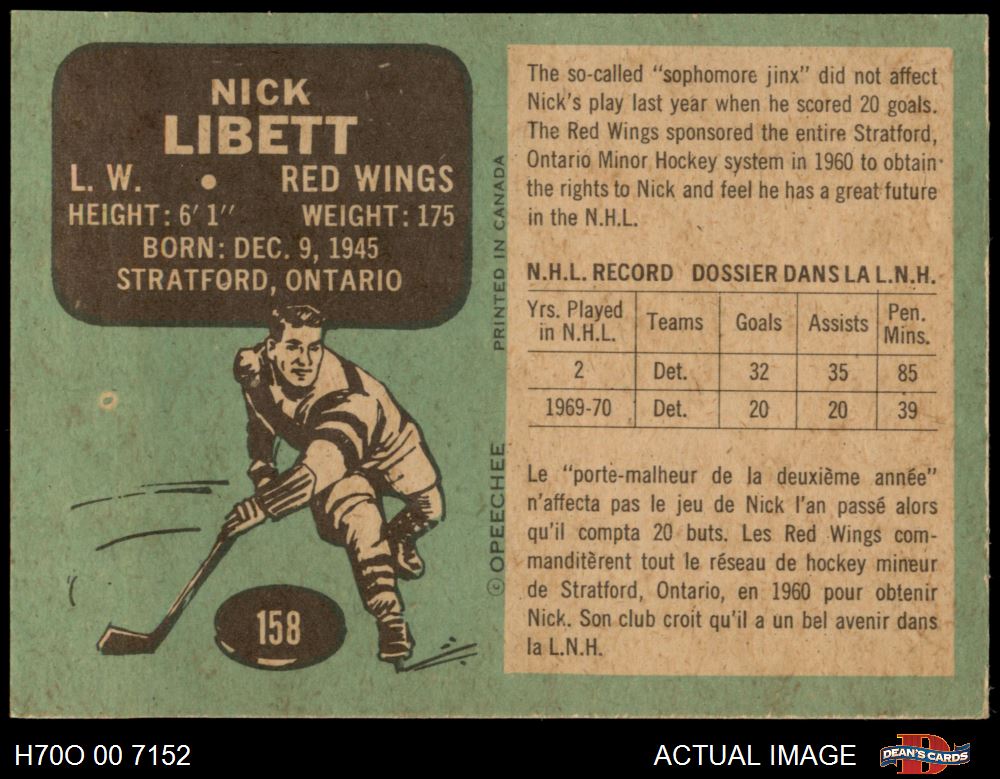 NICK
LIBETT
L. W. • RED WINGS
HEIGHT: 6' 1" WEIGHT: 175
BORN: DEC. 9, 1945
STRATFORD, ONTARIO
158
PRINTED IN CANADA
© OPEECHEE
The so-called "sophomore jinx" did not affect
Nick's play last year when he scored 20 goals.
The Red Wings sponsored the entire Stratford,
Ontario Minor Hockey system in 1960 to obtain
the rights to Nick and feel he has a great future
in the N.H.L.
N.H.L. RECORD DOSSIER DANS LA L.N.H.
Yrs. Played in N.H.L. Teams Goals Assists Pen. Mins.
2 Det. 32 35 85
1969-70 Det. 20 20 39
Le "porte-malheur de la deuxième année"
n'affecta pas le jeu de Nick l'an passé alors
qu'il compta 20 buts. Les Red Wings com-
manditèrent tout le réseau de hockey mineur
de Stratford, Ontario, en 1960 pour obtenir
Nick. Son club croit qu'il a un bel avenir dans
la L.N.H.
H70O 00 7152 ACTUAL IMAGE DEAN'S CARDS